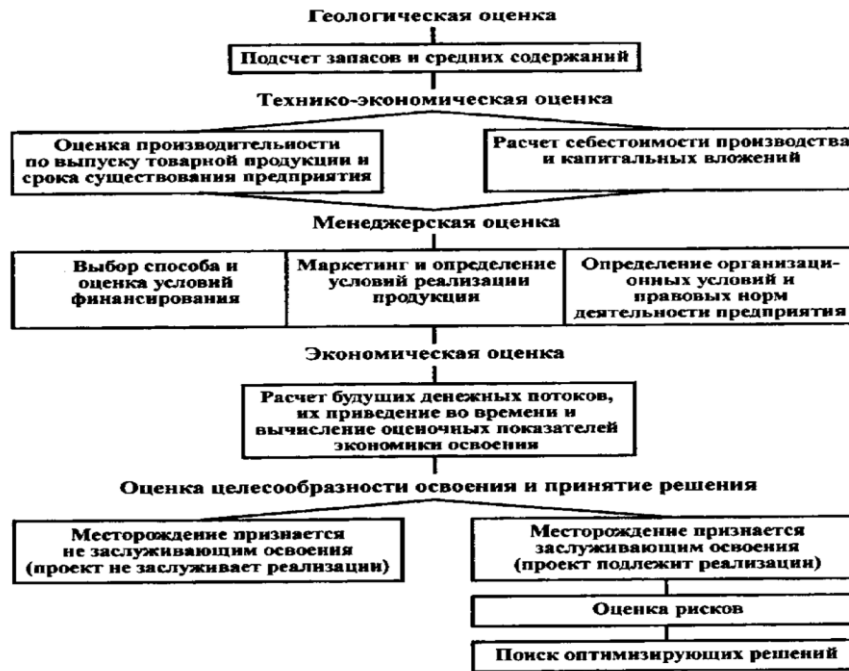 Геологическая оценка
Подсчет запасов и средних содержаний
Технико-экономическая оценка
Оценка производительности
по выпуску товарной продукции и
срока существования предприятия
Расчет себестоимости производства
и капитальных вложений
Менеджерская оценка
Выбор способа и
оценка условий
финансирования
Маркетинг и определение
условий реализации
продукции
Определение организаци-
онных условий и
правовых норм
деятельности предприятия
Экономическая оценка
Расчет будущих денежных потоков,
их приведение во времени и
вычисление оценочных показателей
экономики освоения
Оценка целесообразности освоения и принятие решения
Месторождение признается
не заслуживающим освоения
(проект не заслуживает реализации)
Месторождение признается
заслуживающим освоения
(проект подлежит реализации)
Оценка рисков
Поиск оптимизирующих решений